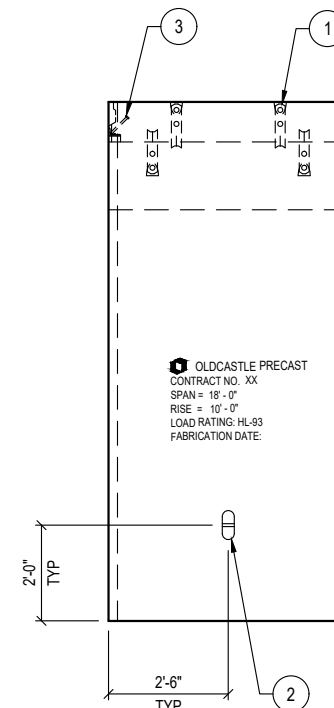 3
1
OLDCASTLE PRECAST
CONTRACT NO. XX
SPAN = 18' - 0"
RISE = 10' - 0"
LOAD RATING: HL-93
FABRICATION DATE:
2'-0"
TYP
2'-6"
TYP
2